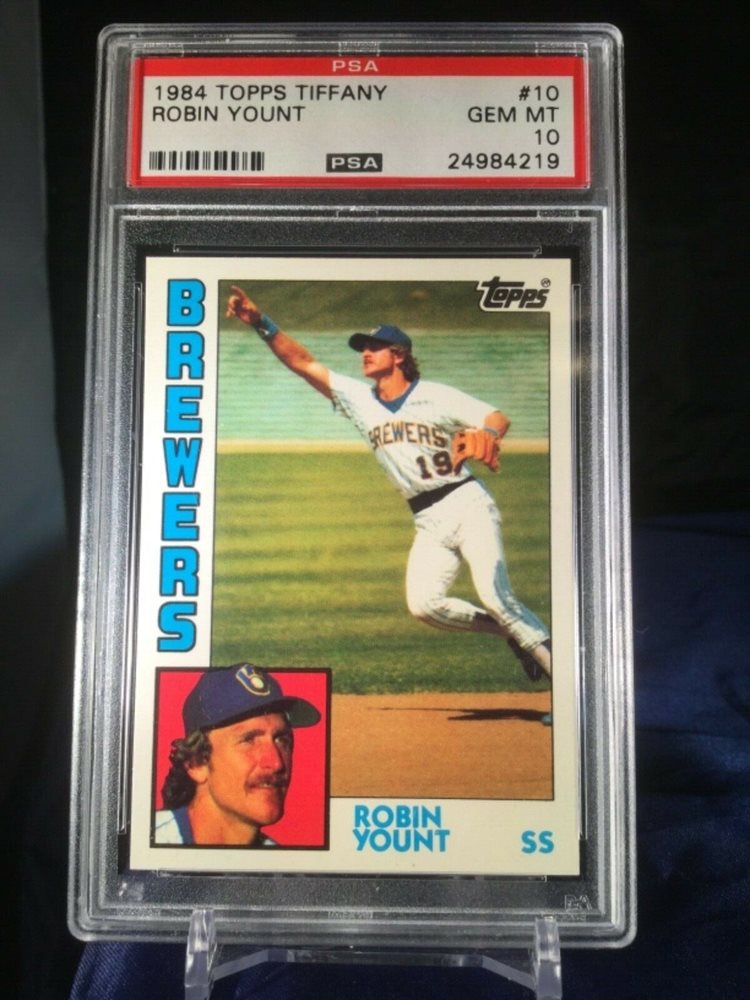 PSA
1984 TOPPS TIFFANY #10
ROBIN YOUNT GEM MT
10
PSA 24984219
BREWERS
Topps
BREWERS
19
ROBIN
YOUNT
SS